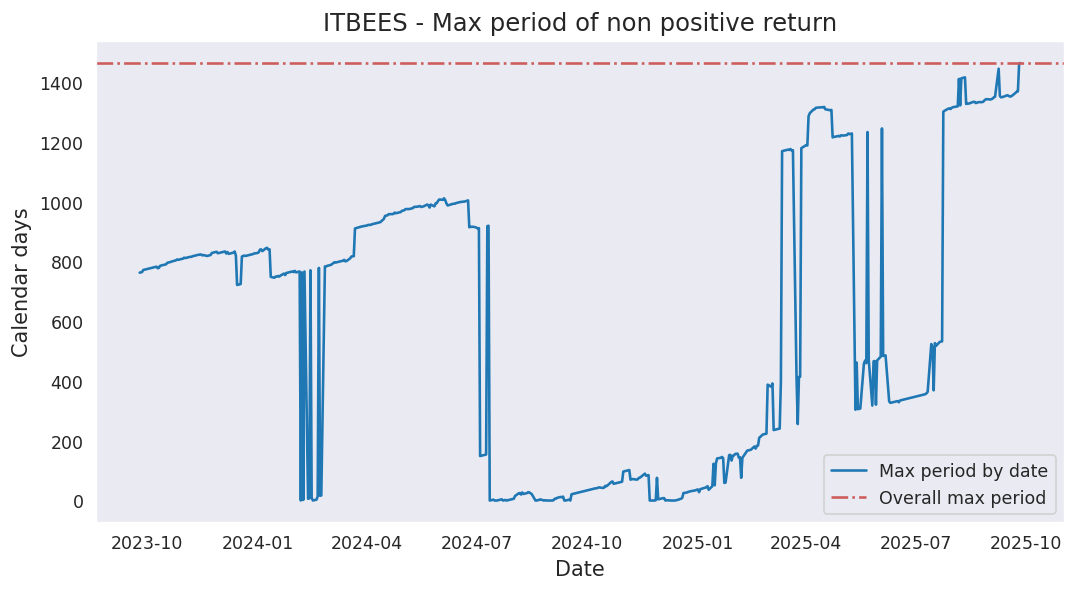 ITBEES - Max period of non positive return
Calendar days
1400
1200
1000
800
600
400
200
0
Max period by date
Overall max period
2023-10 2024-01 2024-04 2024-07 2024-10 2025-01 2025-04 2025-07 2025-10
Date